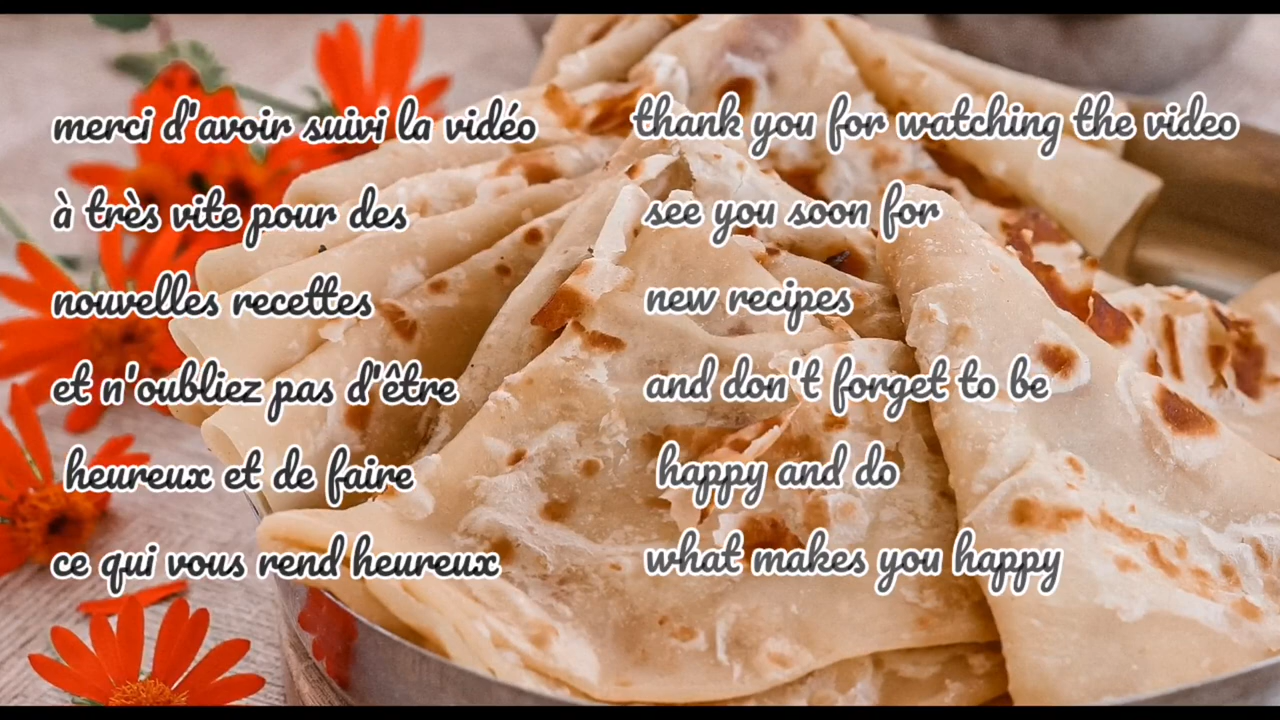 merci d'avoir suivi la vidéo
à très vite pour des
nouvelles recettes
et n'oubliez pas d'être
heureux et de faire
ce qui vous rend heureux
thank you for watching the video
see you soon for
new recipes
and don't forget to be
happy and do
what makes you happy